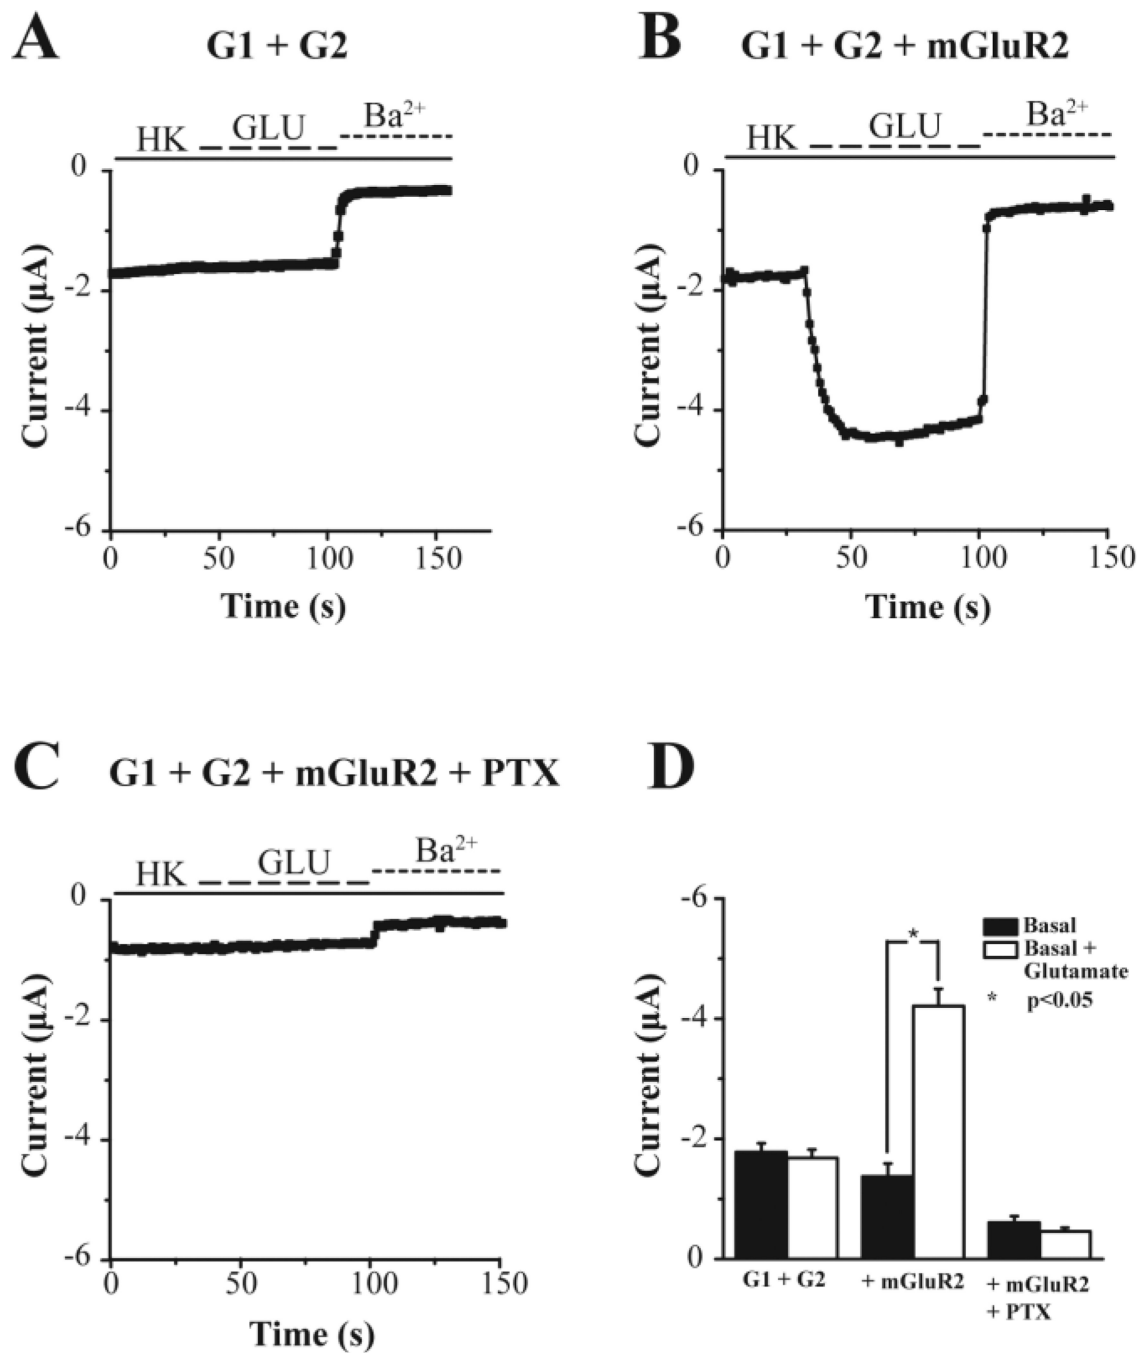 A
G1 + G2
HK
GLU
Ba2+
0
-2
-4
-6
Current (μA)
0
50
100
150
Time (s)
B
G1 + G2 + mGluR2
HK
GLU
Ba2+
0
-2
-4
-6
Current (μA)
0
50
100
150
Time (s)
C
G1 + G2 + mGluR2 + PTX
HK
GLU
Ba2+
0
-2
-4
-6
Current (μA)
0
50
100
150
Time (s)
D
-6
-4
-2
0
Current (μA)
*
Basal
Basal +
Glutamate
* p<0.05
G1 + G2
+ mGluR2
+ mGluR2
+ PTX